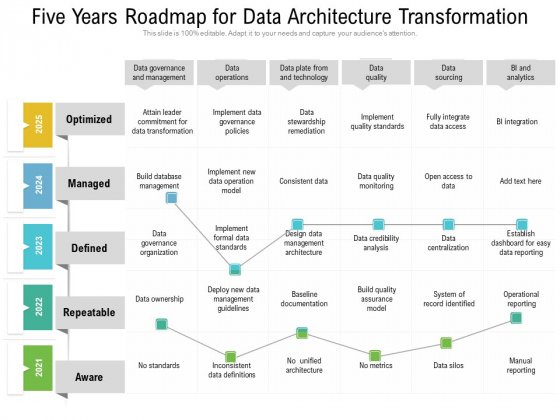 Five Years Roadmap for Data Architecture Transformation
This slide is 100% editable. Adapt it to your needs and capture your audience's attention.
Data governance
and management
Data
operations
Data plate from
and technology
Data
quality
Data
sourcing
BI and
analytics
2025
Optimized
Attain leader
commitment for
data transformation
Implement data
governance
policies
Data
stewardship
remediation
Implement
quality standards
Fully integrate
data access
BI integration
2024
Managed
Build database
management
Implement new
data operation
model
Consistent data
Data quality
monitoring
Open access to
data
Add text here
2023
Defined
Data
governance
organization
Implement
formal data
standards
Design data
management
architecture
Data credibility
analysis
Data
centralization
Establish
dashboard for easy
data reporting
2022
Repeatable
Data ownership
Deploy new data
management
guidelines
Baseline
documentation
Build quality
assurance
model
System of
record identified
Operational
reporting
2021
Aware
No standards
Inconsistent
data definitions
No unified
architecture
No metrics
Data silos
Manual
reporting